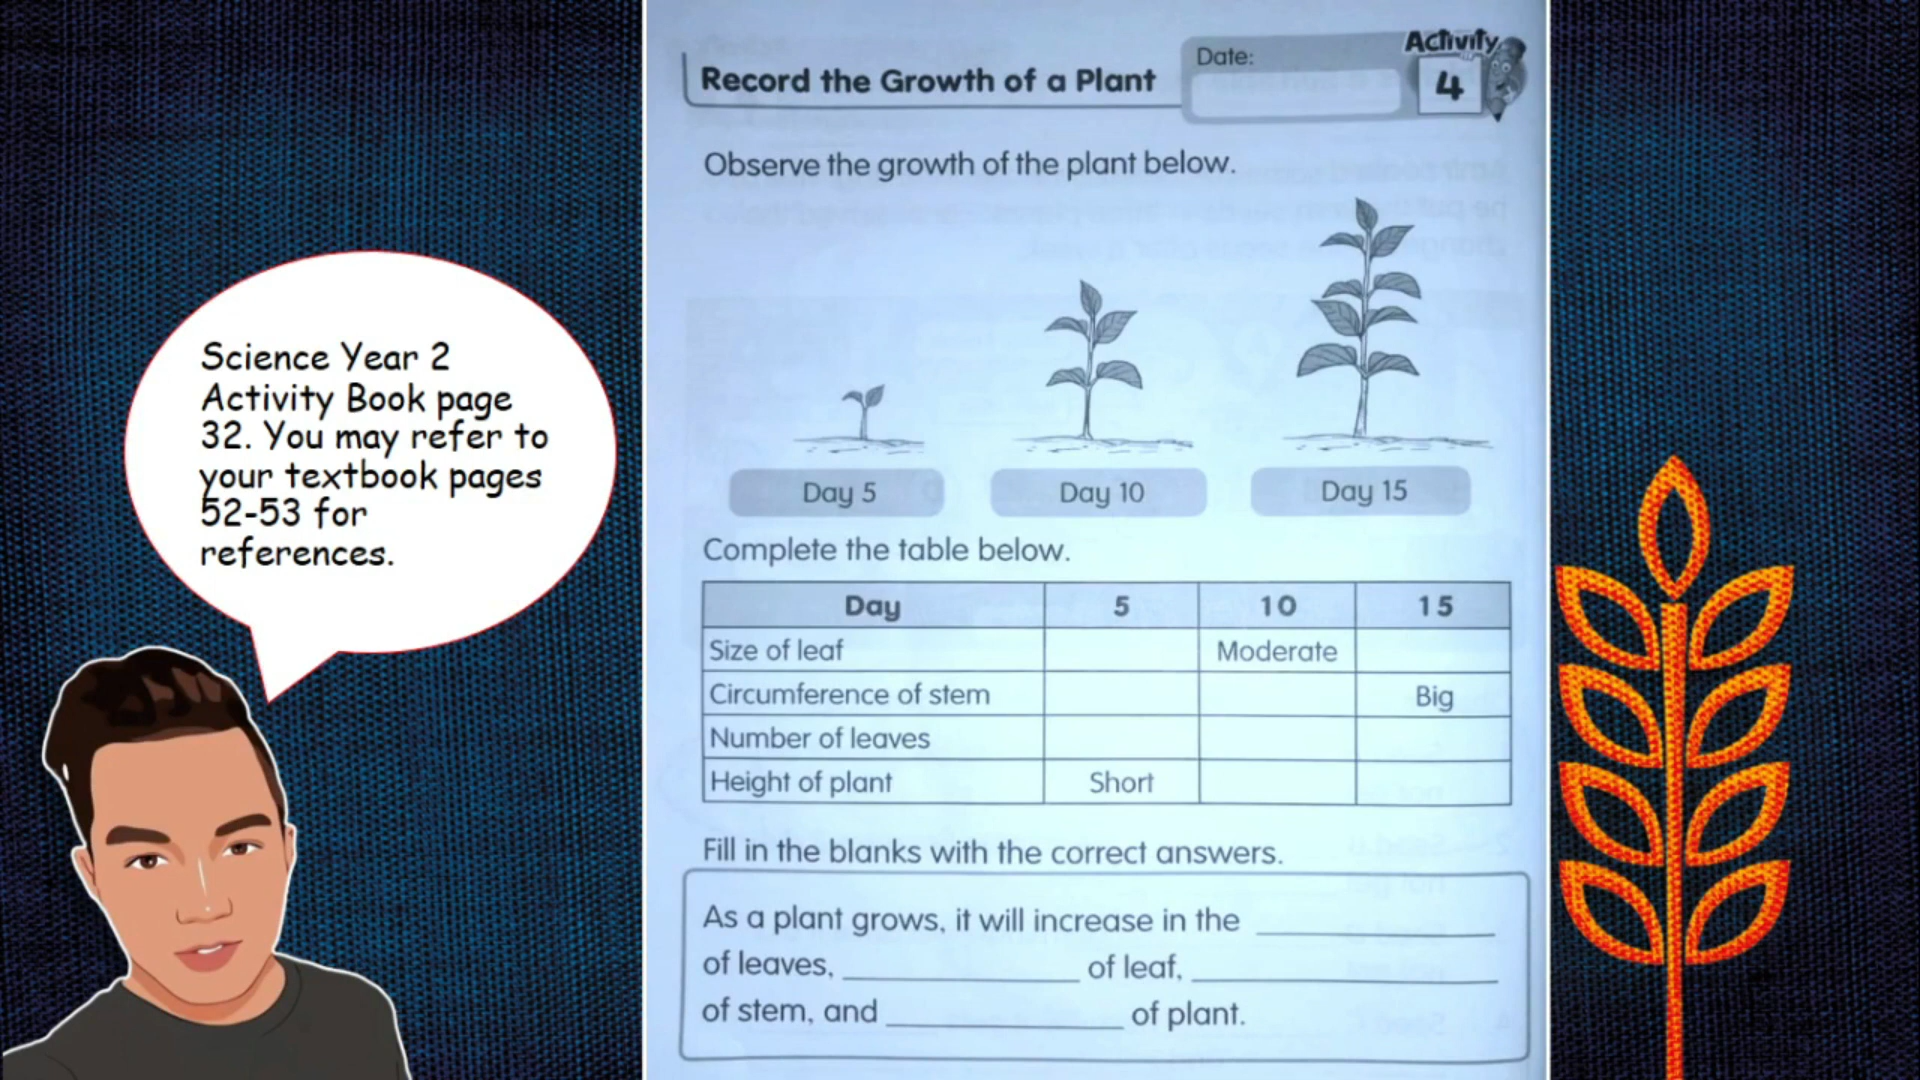 Science Year 2
Activity Book page
32. You may refer to
your textbook pages
52-53 for
references.
Record the Growth of a Plant
Date:
Activity
4
Observe the growth of the plant below.
Day 5
Day 10
Day 15
Complete the table below.
Day 5 10 15
Size of leaf Moderate
Circumference of stem Big
Number of leaves
Height of plant Short
Fill in the blanks with the correct answers.
As a plant grows, it will increase in the
of leaves, of leaf,
of stem, and of plant.